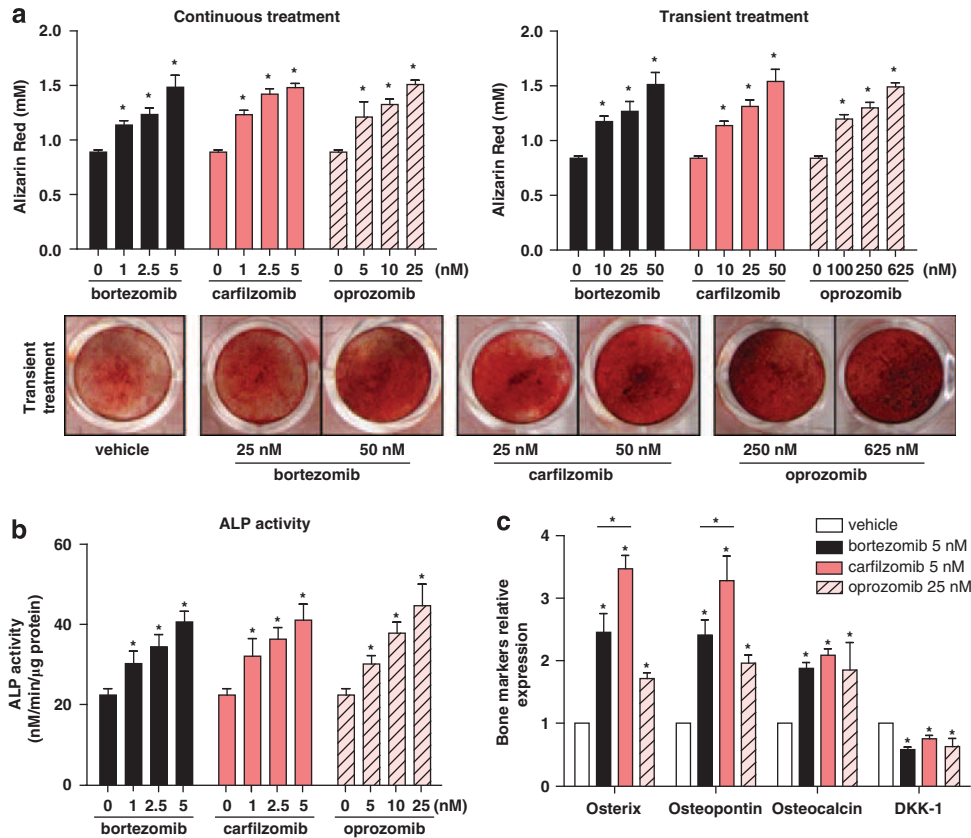 a
Continuous treatment
Alizarin Red (mM)
2.0
1.5
1.0
0.5
0.0
* * * * * * * * *
0 1 2.5 5 0 1 2.5 5 0 5 10 25 (nM)
bortezomib carfilzomib oprozomib
Transient treatment
Alizarin Red (mM)
2.0
1.5
1.0
0.5
0.0
* * * * * * * * *
0 10 25 50 0 10 25 50 0 100 250 625 (nM)
bortezomib carfilzomib oprozomib
Transient
treatment
vehicle 25 nM 50 nM 25 nM 50 nM 250 nM 625 nM
bortezomib carfilzomib oprozomib
b
ALP activity
ALP activity
(nM/min/µg protein)
60
40
20
0
* * * * * * * * *
0 1 2.5 5 0 1 2.5 5 0 5 10 25 (nM)
bortezomib carfilzomib oprozomib
c
Bone markers relative
expression
4
3
2
1
0
vehicle
bortezomib 5 nM
carfilzomib 5 nM
oprozomib 25 nM
* *
* * * * * * * * * * * *
Osterix Osteopontin Osteocalcin DKK-1